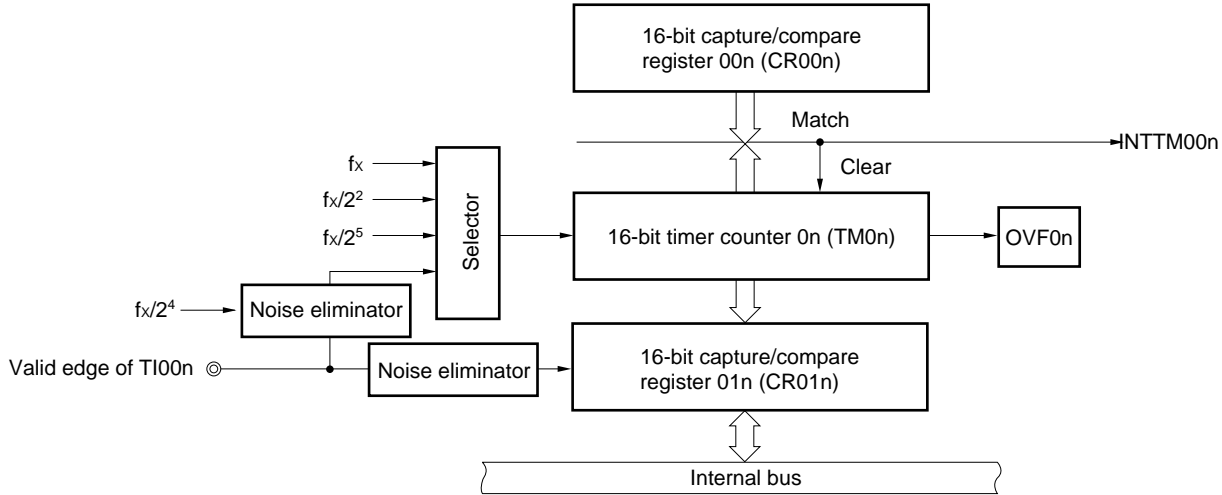 16-bit capture/compare
register 00n (CR00n)
Match
INTTM00n
Clear
fx
fx/2²
fx/2⁵
Selector
16-bit timer counter 0n (TM0n)
OVF0n
fx/2⁴
Noise eliminator
Valid edge of TI00n
Noise eliminator
16-bit capture/compare
register 01n (CR01n)
Internal bus